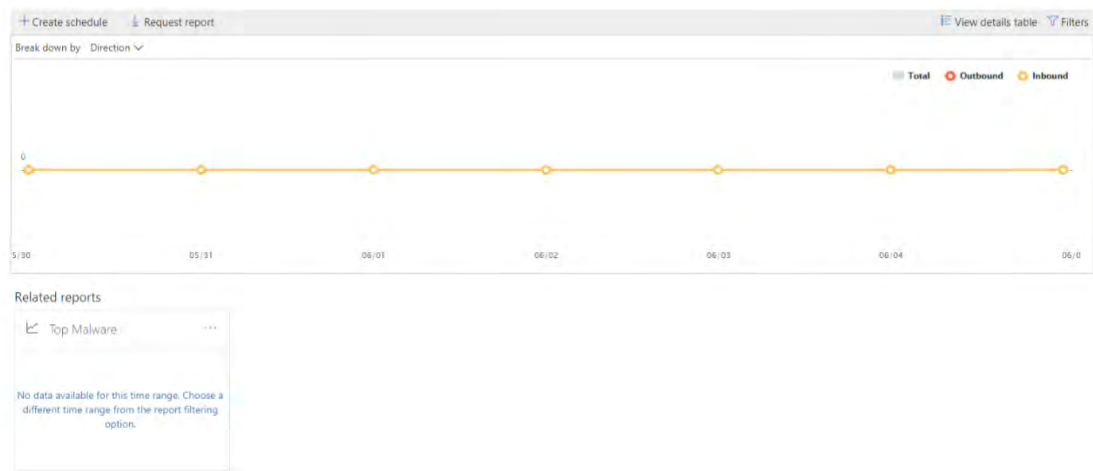 Create schedule Request report View details table Filters
Break down by Direction
Total Outbound Inbound
0
5/30 05/31 06/01 06/02 06/03 06/04 06/0
Related reports
Top Malware ...
No data available for this time range. Choose a
different time range from the report filtering
option.